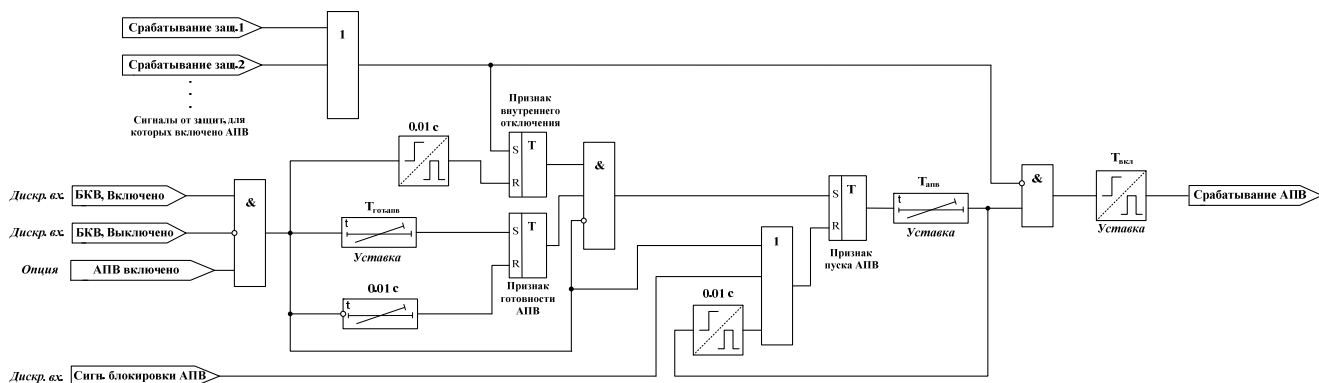 Срабатывание защ.1
1
Срабатывание защ.2
Сигналы от защит, для
которых включено АПВ
Признак
внутреннего
отключения
0.01 с
S T
R
&
Tвкл
Дискр. вх. БКВ, Включено
&
Дискр. вх. БКВ, Выключено
Опция АПВ включено
Tгот.апв
t
Уставка
S T
R
Признак
готовности
АПВ
0.01 с
t
S T
R
Признак
пуска АПВ
Tапв
t
Уставка
&
Уставка
Срабатывание АПВ
1
0.01 с
Дискр. вх. Сигн. блокировки АПВ